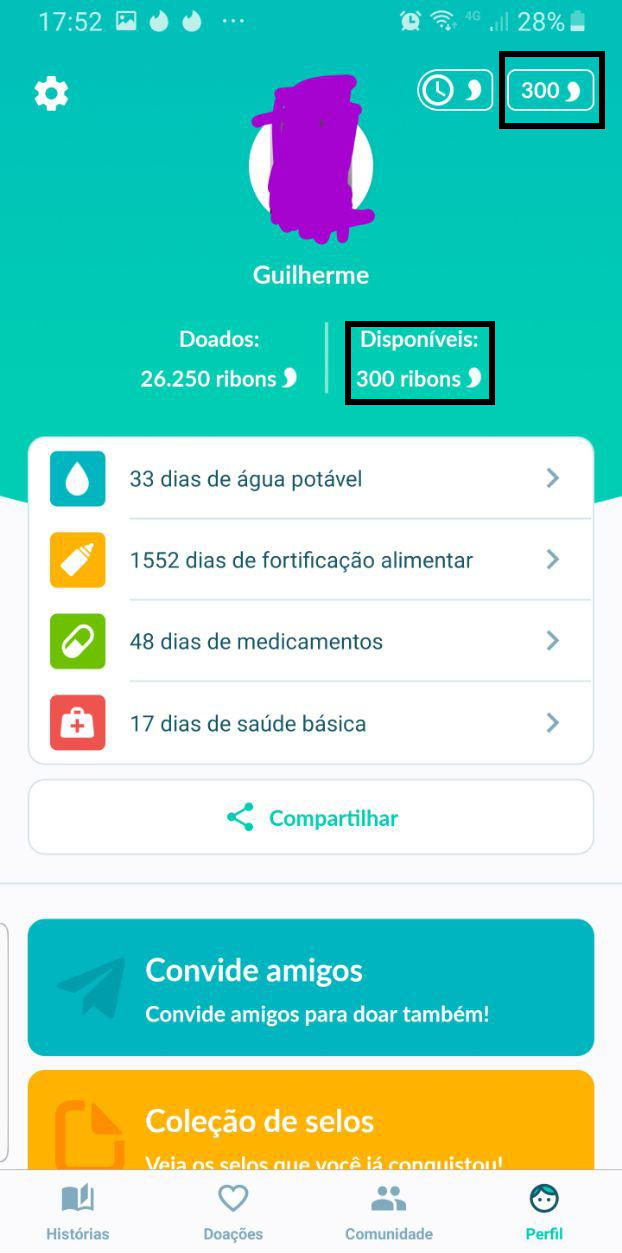 17:52
4G
28%
300
Guilherme
Doados:
26.250 ribons
Disponíveis:
300 ribons
33 dias de água potável
1552 dias de fortificação alimentar
48 dias de medicamentos
17 dias de saúde básica
Compartilhar
Convide amigos
Convide amigos para doar também!
Coleção de selos
Veja os selos que você já conquistou!
Histórias
Doações
Comunidade
Perfil